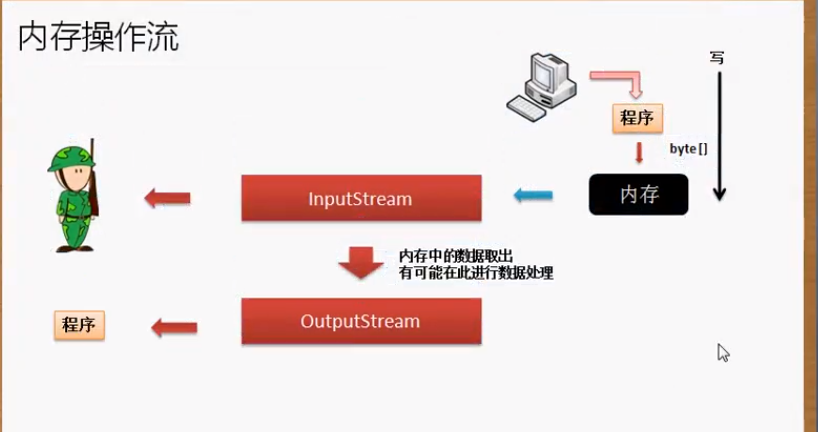 内存操作流
写
程序
byte[]
内存
InputStream
内存中的数据取出
有可能在此进行数据处理
OutputStream
程序